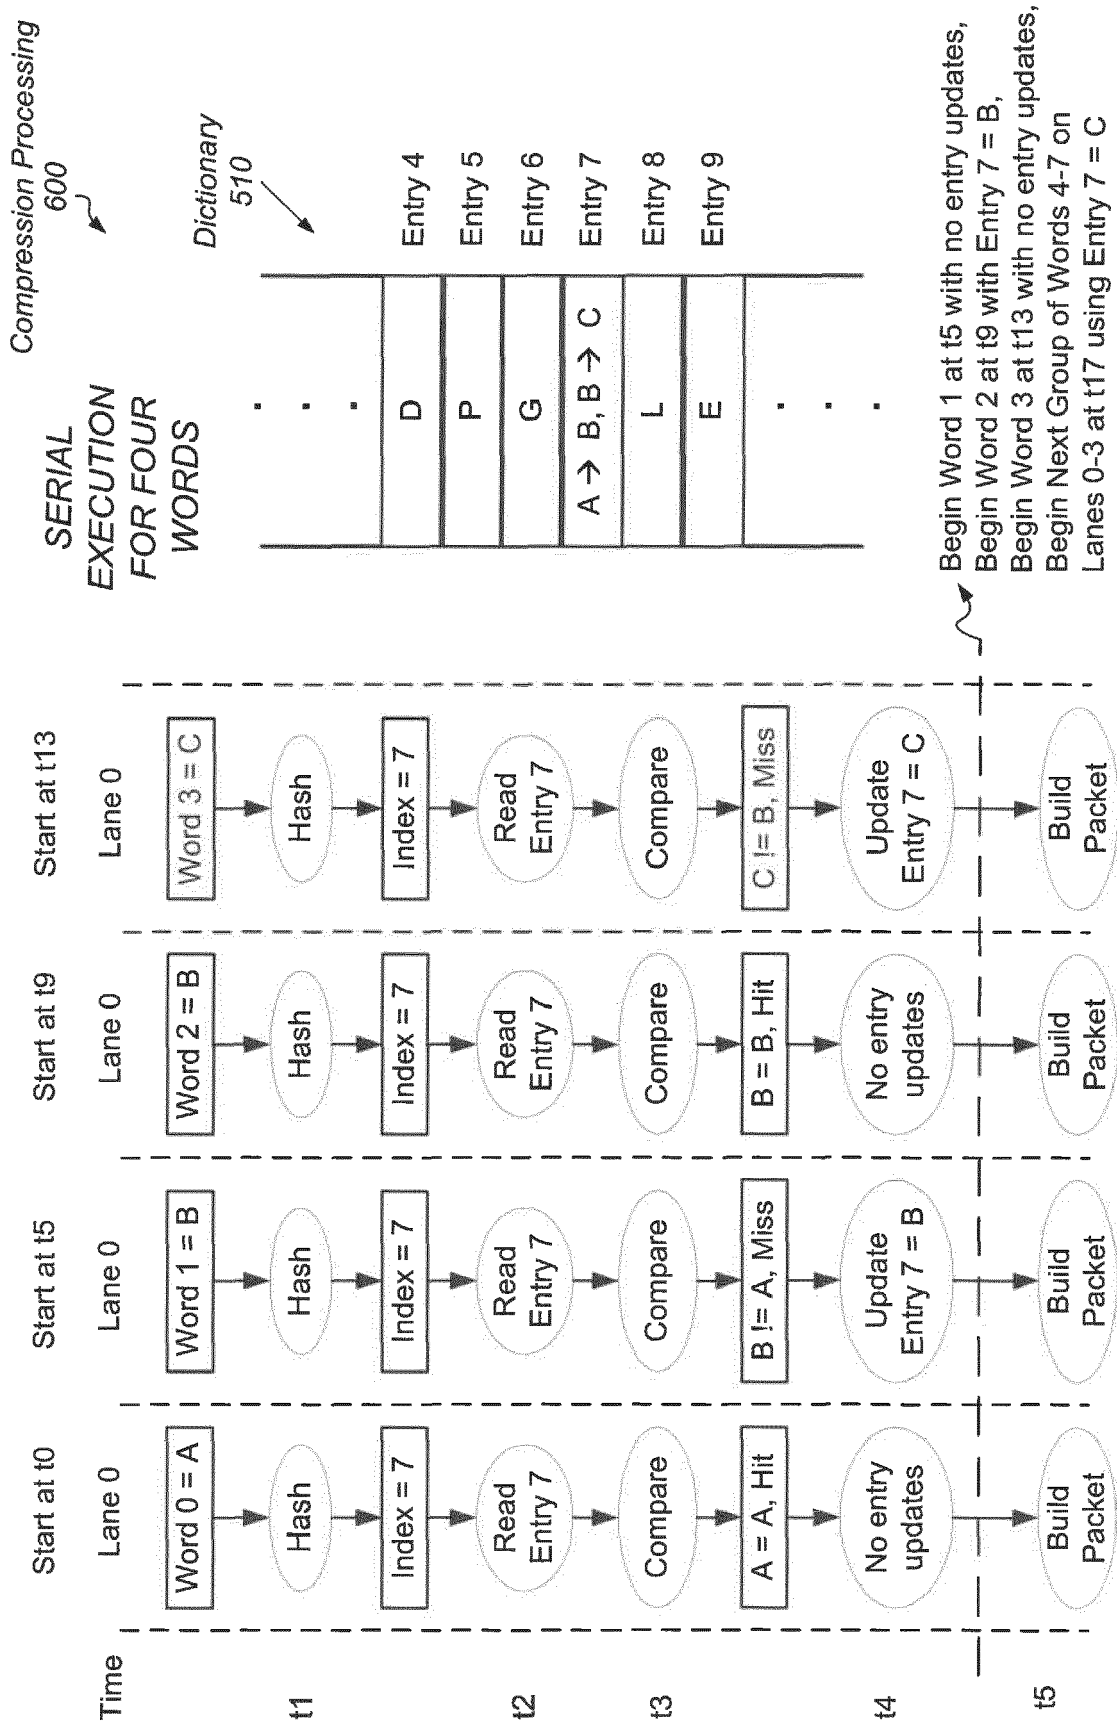 Compression Processing
600
SERIAL
EXECUTION
FOR FOUR
WORDS
Dictionary
510
Start at t0
Start at t5
Start at t9
Start at t13
Time
Lane 0
Lane 0
Lane 0
Lane 0
Word 0 = A
Word 1 = B
Word 2 = B
Word 3 = C
t1
Hash
Hash
Hash
Hash
Index = 7
Index = 7
Index = 7
Index = 7
t2
Read
Entry 7
Read
Entry 7
Read
Entry 7
Read
Entry 7
t3
Compare
Compare
Compare
Compare
A = A, Hit
B != A, Miss
B = B, Hit
C != B, Miss
t4
No entry
updates
Update
Entry 7 = B
No entry
updates
Update
Entry 7 = C
t5
Build
Packet
Build
Packet
Build
Packet
Build
Packet
D
Entry 4
P
Entry 5
G
Entry 6
A → B, B → C
Entry 7
L
Entry 8
E
Entry 9
Begin Word 1 at t5 with no entry updates,
Begin Word 2 at t9 with Entry 7 = B,
Begin Word 3 at t13 with no entry updates,
Begin Next Group of Words 4-7 on
Lanes 0-3 at t17 using Entry 7 = C